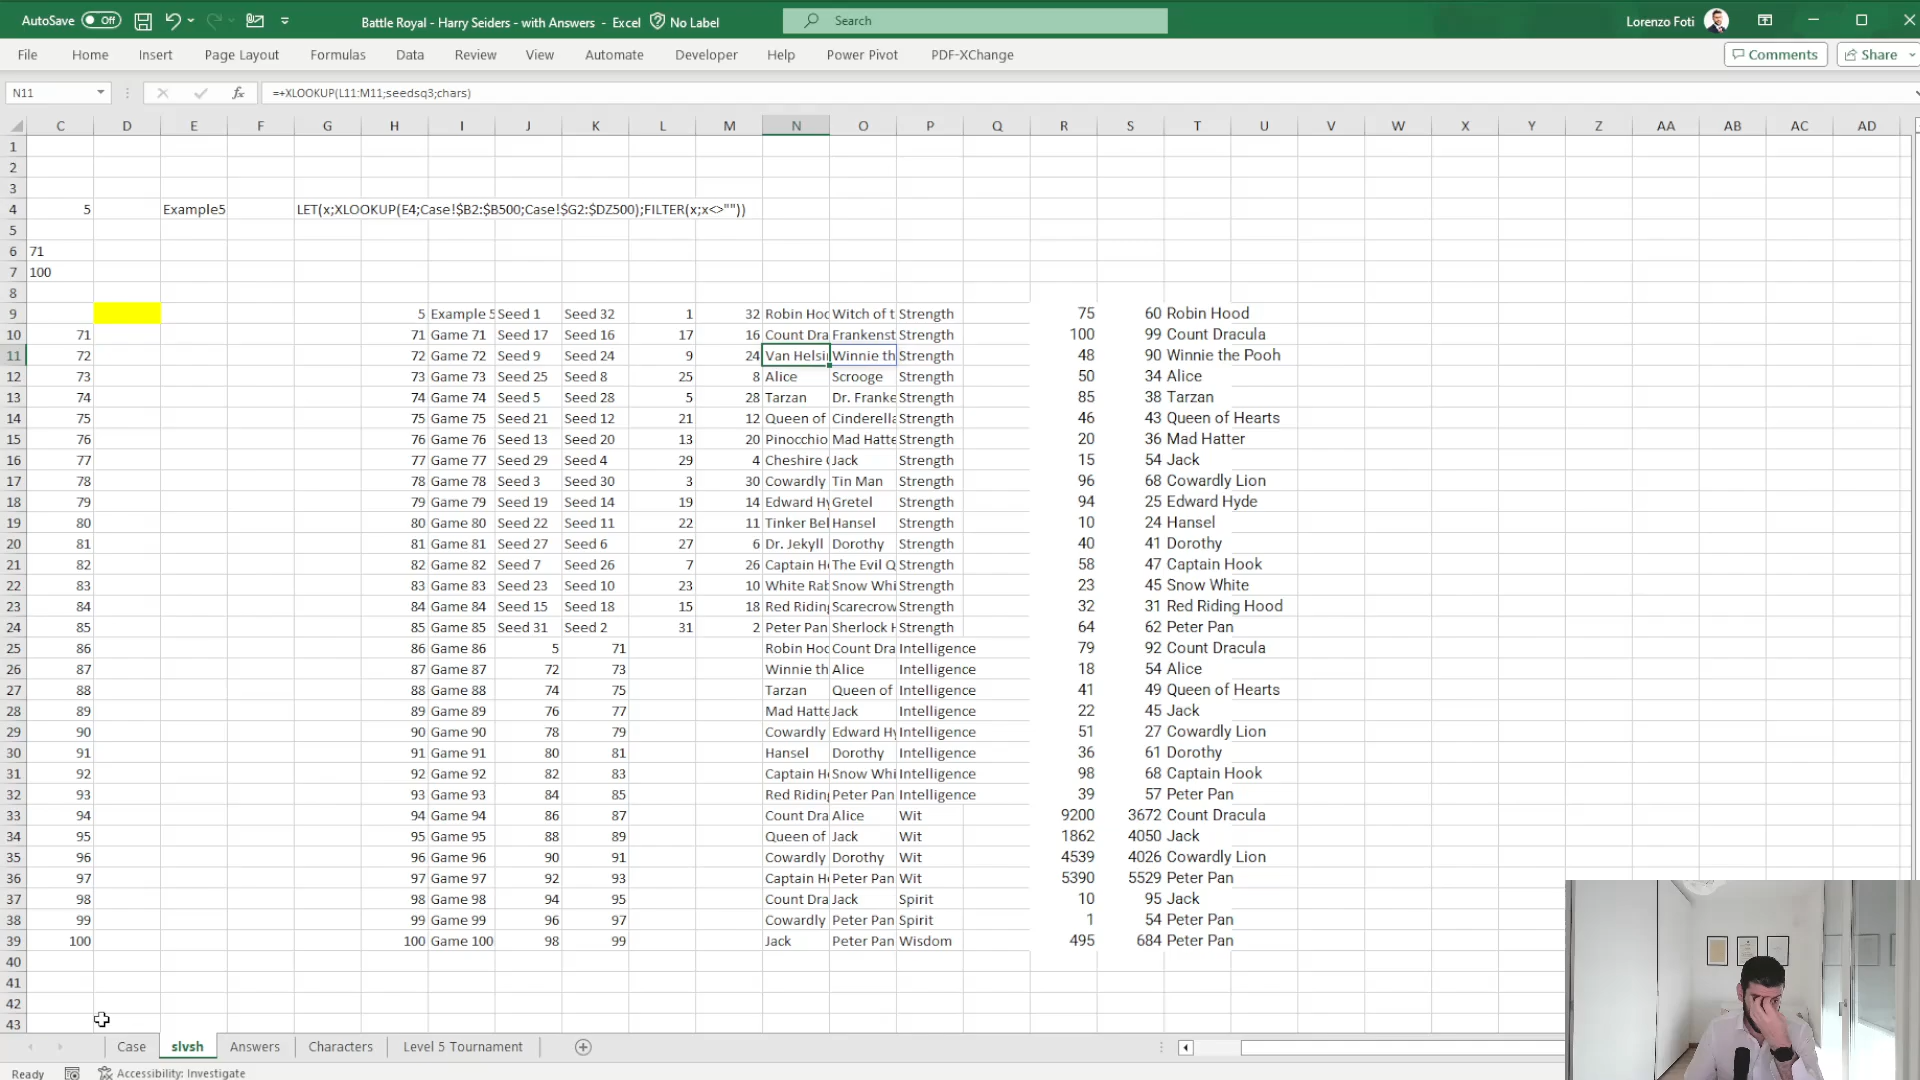 AutoSave Off Battle Royal - Harry Seiders - with Answers - Excel No Label Search Lorenzo Foti
File Home Insert Page Layout Formulas Data Review View Automate Developer Help Power Pivot PDF-XChange Comments Share
N11 fx =+XLOOKUP(L11:M11;seedsq3;chars)
C D E F G H I J K L M N O P Q R S T U V W X Y Z AA AB AC AD
1
2
3
4 5 Example5 LET(x;XLOOKUP(E4;Case!$B2:$B500;Case!$G2:$DZ500);FILTER(x;x<>""))
5
6 71
7 100
8
9 5 Example 5 Seed 1 Seed 32 1 32 Robin Hoo Witch of t Strength 75 60 Robin Hood
10 71 71 Game 71 Seed 17 Seed 16 17 16 Count Dra Frankenst Strength 100 99 Count Dracula
11 72 72 Game 72 Seed 9 Seed 24 9 24 Van Helsi Winnie th Strength 48 90 Winnie the Pooh
12 73 73 Game 73 Seed 25 Seed 8 25 8 Alice Scrooge Strength 50 34 Alice
13 74 74 Game 74 Seed 5 Seed 28 5 28 Tarzan Dr. Franke Strength 85 38 Tarzan
14 75 75 Game 75 Seed 21 Seed 12 21 12 Queen of Cinderella Strength 46 43 Queen of Hearts
15 76 76 Game 76 Seed 13 Seed 20 13 20 Pinocchio Mad Hatte Strength 20 36 Mad Hatter
16 77 77 Game 77 Seed 29 Seed 4 29 4 Cheshire C Jack Strength 15 54 Jack
17 78 78 Game 78 Seed 3 Seed 30 3 30 Cowardly Tin Man Strength 96 68 Cowardly Lion
18 79 79 Game 79 Seed 19 Seed 14 19 14 Edward Hy Gretel Strength 94 25 Edward Hyde
19 80 80 Game 80 Seed 22 Seed 11 22 11 Tinker Bel Hansel Strength 10 24 Hansel
20 81 81 Game 81 Seed 27 Seed 6 27 6 Dr. Jekyll Dorothy Strength 40 41 Dorothy
21 82 82 Game 82 Seed 7 Seed 26 7 26 Captain H The Evil Q Strength 58 47 Captain Hook
22 83 83 Game 83 Seed 23 Seed 10 23 10 White Rab Snow Whi Strength 23 45 Snow White
23 84 84 Game 84 Seed 15 Seed 18 15 18 Red Riding Scarecrow Strength 32 31 Red Riding Hood
24 85 85 Game 85 Seed 31 Seed 2 31 2 Peter Pan Sherlock H Strength 64 62 Peter Pan
25 86 86 Game 86 5 71 Robin Hoo Count Dra Intelligence 79 92 Count Dracula
26 87 87 Game 87 72 73 Winnie th Alice Intelligence 18 54 Alice
27 88 88 Game 88 74 75 Tarzan Queen of Intelligence 41 49 Queen of Hearts
28 89 89 Game 89 76 77 Mad Hatte Jack Intelligence 22 45 Jack
29 90 90 Game 90 78 79 Cowardly Edward Hy Intelligence 51 27 Cowardly Lion
30 91 91 Game 91 80 81 Hansel Dorothy Intelligence 36 61 Dorothy
31 92 92 Game 92 82 83 Captain H Snow Whi Intelligence 98 68 Captain Hook
32 93 93 Game 93 84 85 Red Riding Peter Pan Intelligence 39 57 Peter Pan
33 94 94 Game 94 86 87 Count Dra Alice Wit 9200 3672 Count Dracula
34 95 95 Game 95 88 89 Queen of Jack Wit 1862 4050 Jack
35 96 96 Game 96 90 91 Cowardly Dorothy Wit 4539 4026 Cowardly Lion
36 97 97 Game 97 92 93 Captain H Peter Pan Wit 5390 5529 Peter Pan
37 98 98 Game 98 94 95 Count Dra Jack Spirit 10 95 Jack
38 99 99 Game 99 96 97 Cowardly Peter Pan Spirit 1 54 Peter Pan
39 100 100 Game 100 98 99 Jack Peter Pan Wisdom 495 684 Peter Pan
40
41
42
43
Case slvsh Answers Characters Level 5 Tournament
Ready Accessibility: Investigate